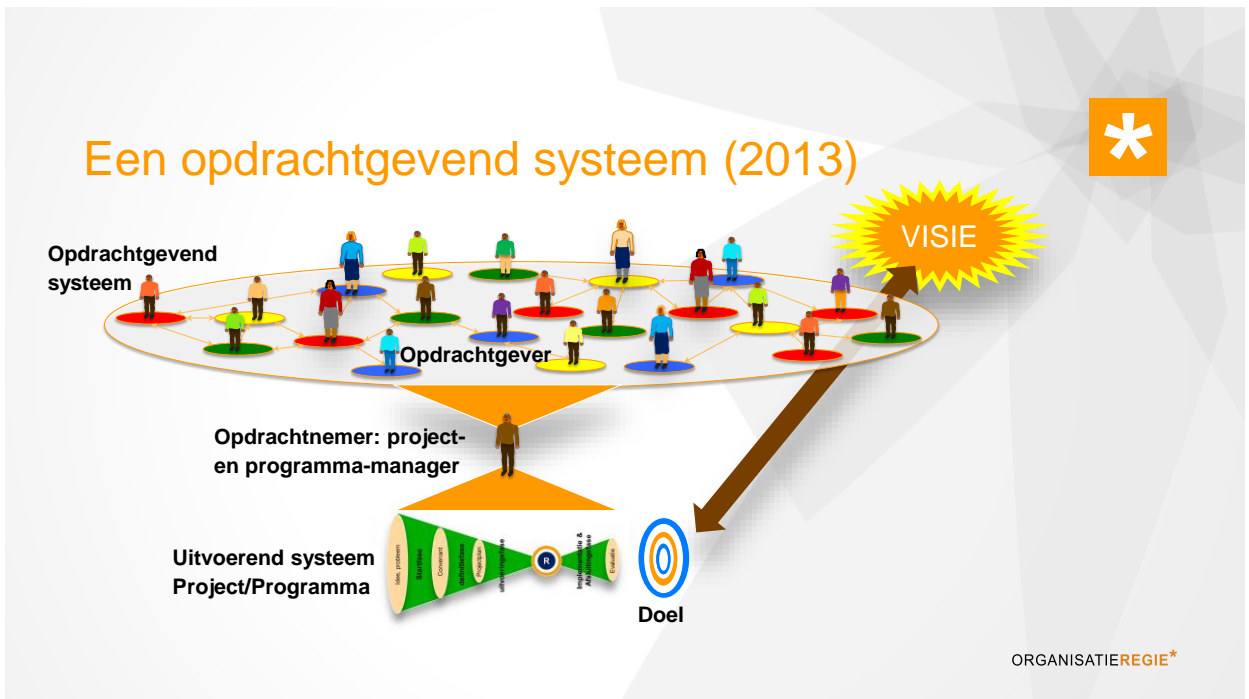 Een opdrachtgevend systeem (2013)
*
VISIE
Opdrachtgevend
systeem
Opdrachtgever
Opdrachtnemer: project-
en programma-manager
Uitvoerend systeem
Project/Programma
Idee, probleem
Startfase
Convenant
definitiefase
Projectplan
uitvoeringsfase
R
Implementatie &
Afsluitingsfase
Evaluatie
Doel
ORGANISATIEREGIE*